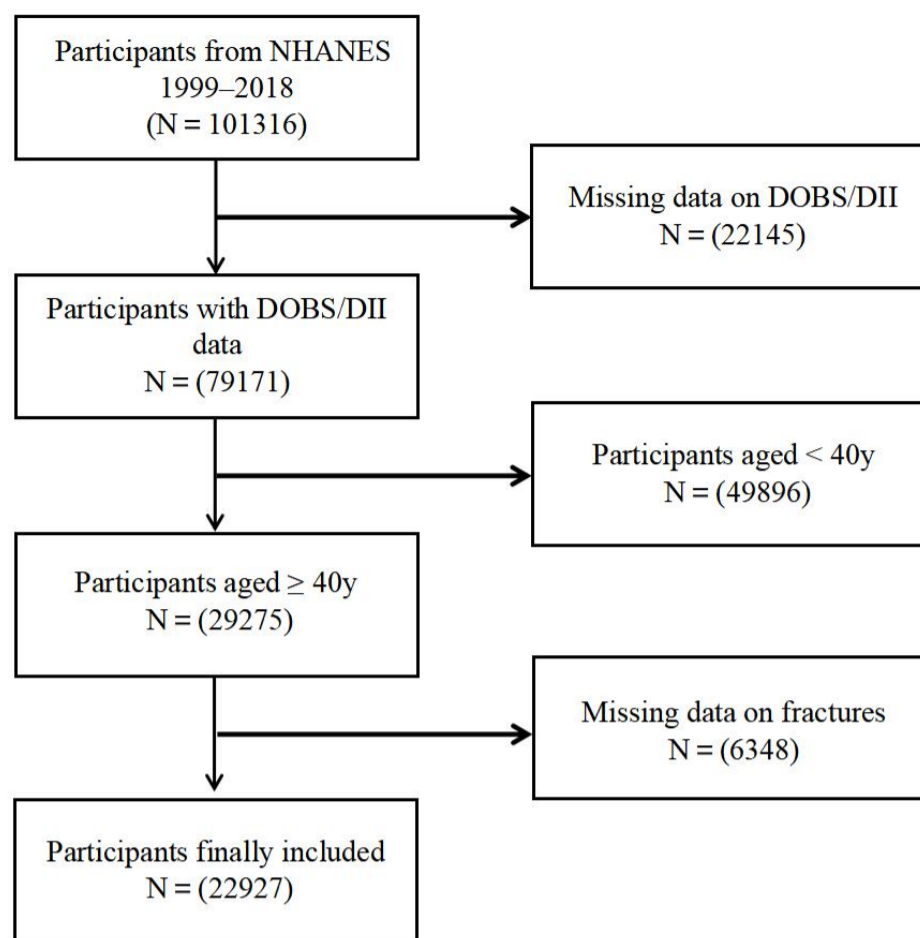 Participants from NHANES
1999–2018
(N = 101316)
Missing data on DOBS/DII
N = (22145)
Participants with DOBS/DII
data
N = (79171)
Participants aged < 40y
N = (49896)
Participants aged ≥ 40y
N = (29275)
Missing data on fractures
N = (6348)
Participants finally included
N = (22927)